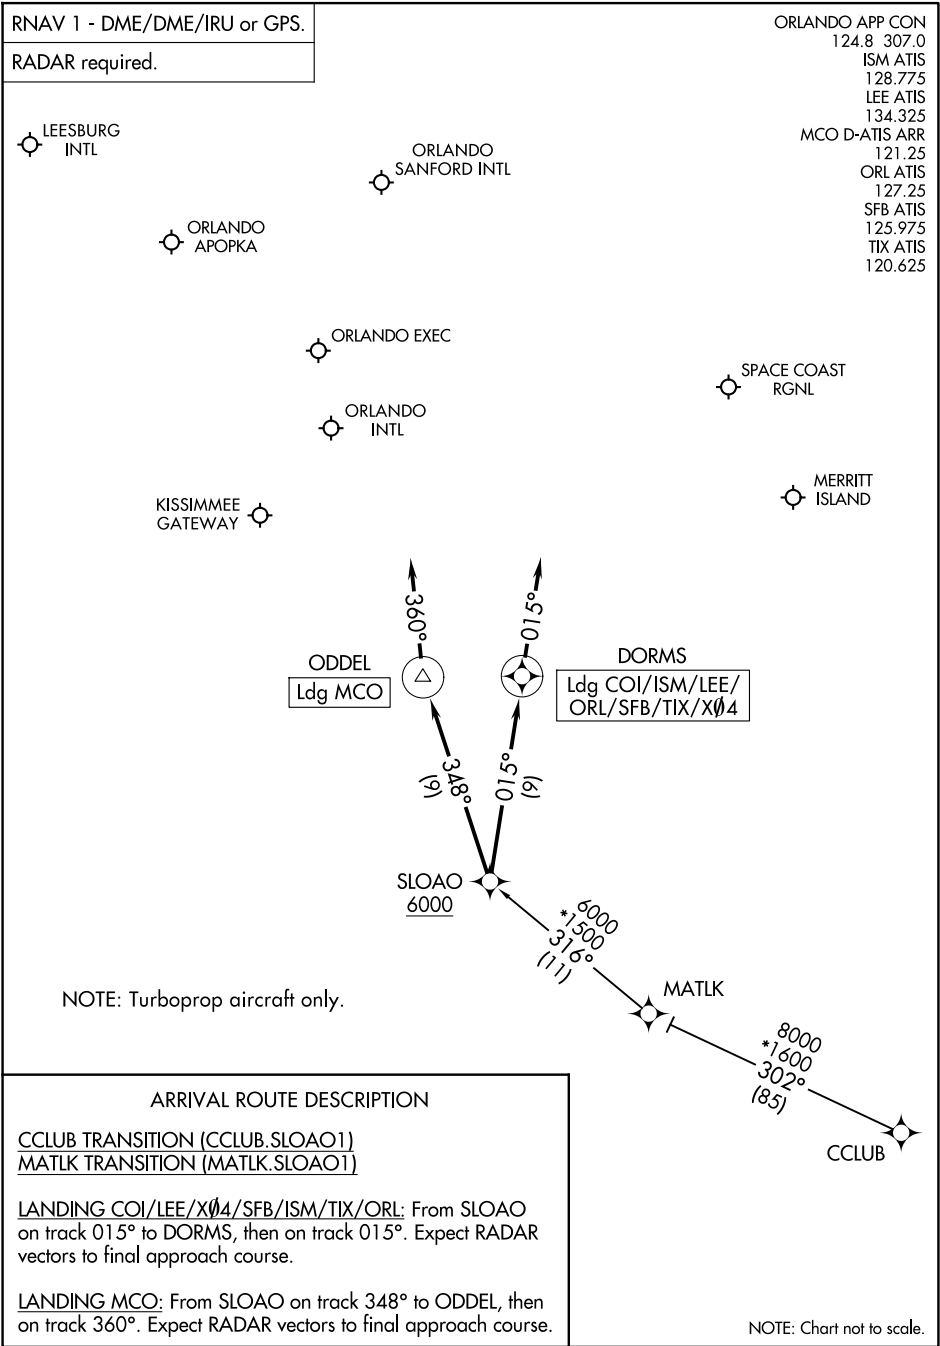 RNAV 1 - DME/DME/IRU or GPS.
RADAR required.
ORLANDO APP CON
124.8 307.0
ISM ATIS
128.775
LEE ATIS
134.325
MCO D-ATIS ARR
121.25
ORL ATIS
127.25
SFB ATIS
125.975
TIX ATIS
120.625
LEESBURG
INTL
ORLANDO
SANFORD INTL
ORLANDO
APOPKA
ORLANDO EXEC
SPACE COAST
RGNL
ORLANDO
INTL
MERRITT
ISLAND
KISSIMMEE
GATEWAY
360°
015°
ODDEL
Ldg MCO
DORMS
Ldg COI/ISM/LEE/
ORL/SFB/TIX/XØ4
348°
(9)
015°
(9)
SLOAO
6000
6000
*1500
316°
(11)
MATLK
8000
*1600
302°
(85)
CCLUB
NOTE: Turboprop aircraft only.
ARRIVAL ROUTE DESCRIPTION
CCLUB TRANSITION (CCLUB.SLOAO1)
MATLK TRANSITION (MATLK.SLOAO1)
LANDING COI/LEE/XØ4/SFB/ISM/TIX/ORL: From SLOAO
on track 015° to DORMS, then on track 015°. Expect RADAR
vectors to final approach course.
LANDING MCO: From SLOAO on track 348° to ODDEL, then
on track 360°. Expect RADAR vectors to final approach course.
NOTE: Chart not to scale.